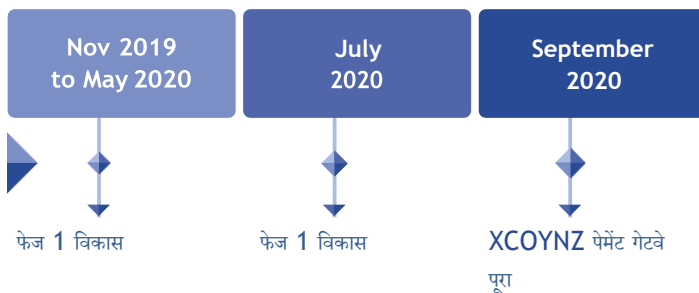 Nov 2019
to May 2020
July
2020
September
2020
फेज 1 विकास
फेज 1 विकास
XCOYNZ पेमेंट गेटवे
पूरा